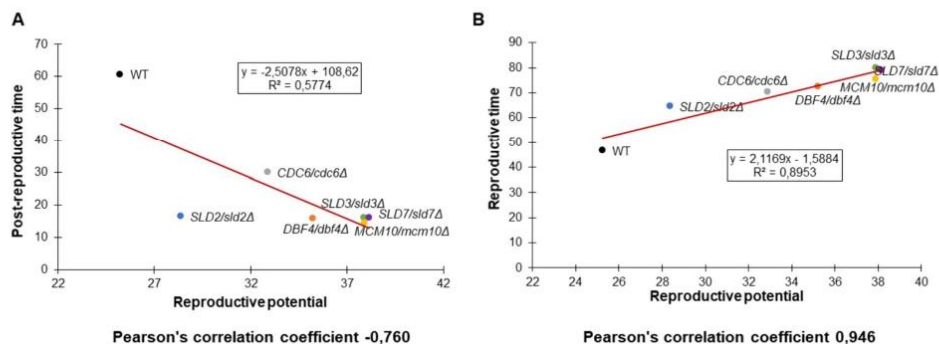 A
Post-reproductive time
70
60
50
40
30
20
10
0
22
27
32
37
42
Reproductive potential
WT
y = -2,5078x + 108,62
R² = 0,5774
CDC6/cdc6Δ
SLD3/sld3Δ
SLD2/sld2Δ
SLD7/sld7Δ
DBF4/dbf4Δ
MCM10/mcm10Δ
Pearson's correlation coefficient -0,760
B
Reproductive time
90
80
70
60
50
40
30
20
10
0
22
24
26
28
30
32
34
36
38
40
Reproductive potential
SLD3/sld3Δ
SLD7/sld7Δ
CDC6/cdc6Δ
MCM10/mcm10Δ
DBF4/dbf4Δ
SLD2/sld2Δ
WT
y = 2,1169x - 1,5884
R² = 0,8953
Pearson's correlation coefficient 0,946